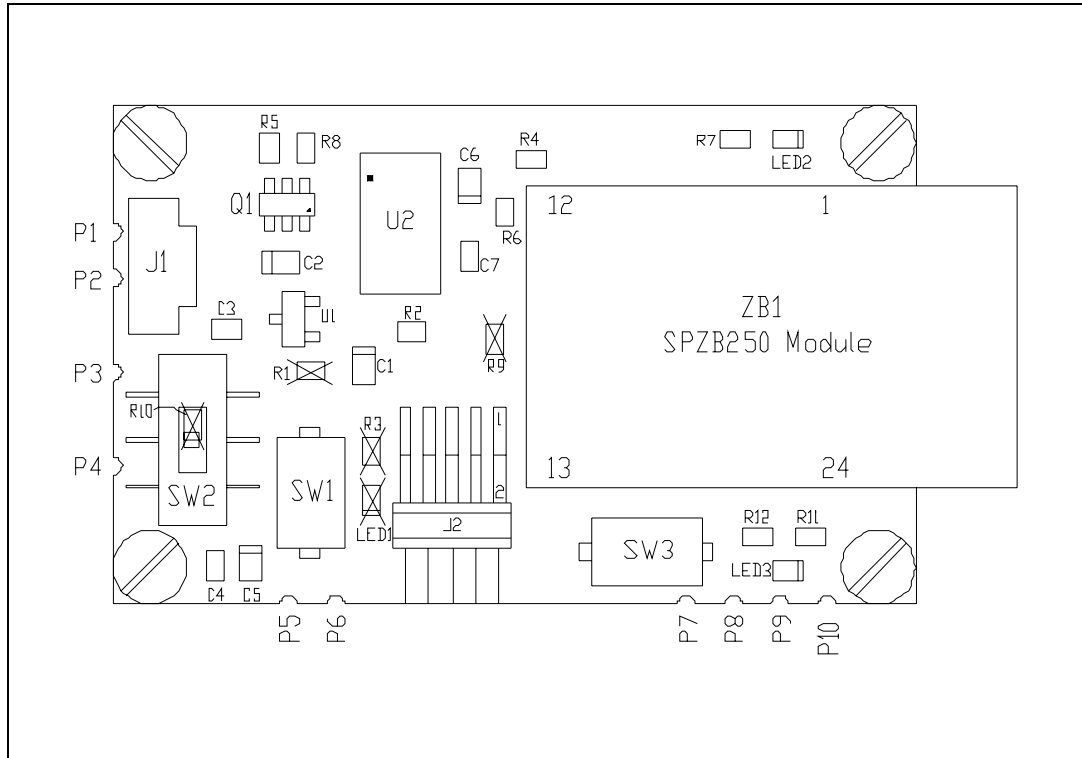 R5
R8
R4
R7
LED2
C6
Q1
U2
12
1
R6
P1
J1
P2
C2
C7
C3
U1
R2
ZB1
SPZB250 Module
R9
P3
R1
C1
R10
R3
1
P4
13
24
SW2
SW1
2
LED1
J2
R12
R11
SW3
LED3
C4
C5
P5
P6
P7
P8
P9
P10